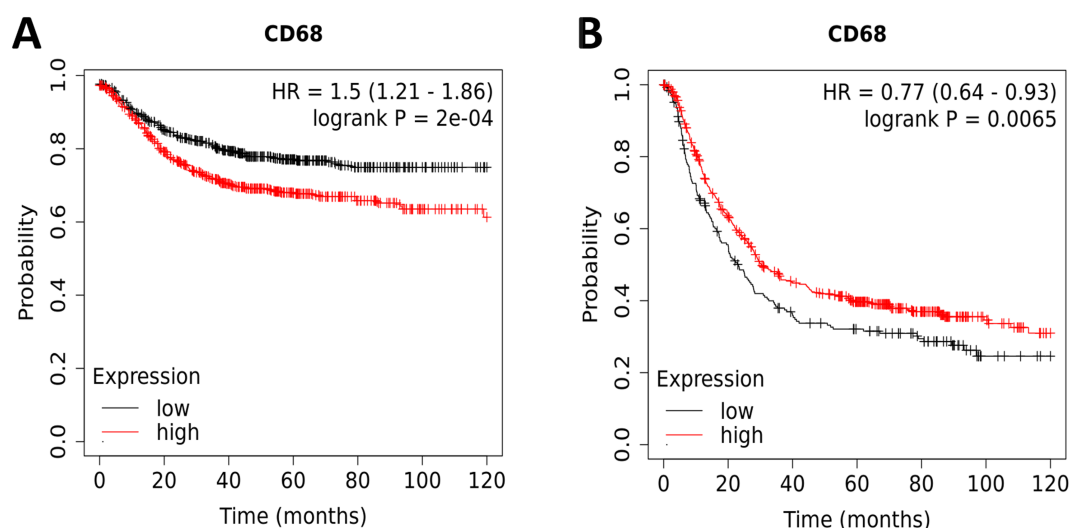 A
CD68
HR = 1.5 (1.21 - 1.86)
logrank P = 2e-04
Probability
1.0
0.8
0.6
0.4
0.2
0.0
Expression
low
high
0 20 40 60 80 100 120
Time (months)
B
CD68
HR = 0.77 (0.64 - 0.93)
logrank P = 0.0065
Probability
1.0
0.8
0.6
0.4
0.2
0.0
Expression
low
high
0 20 40 60 80 100 120
Time (months)